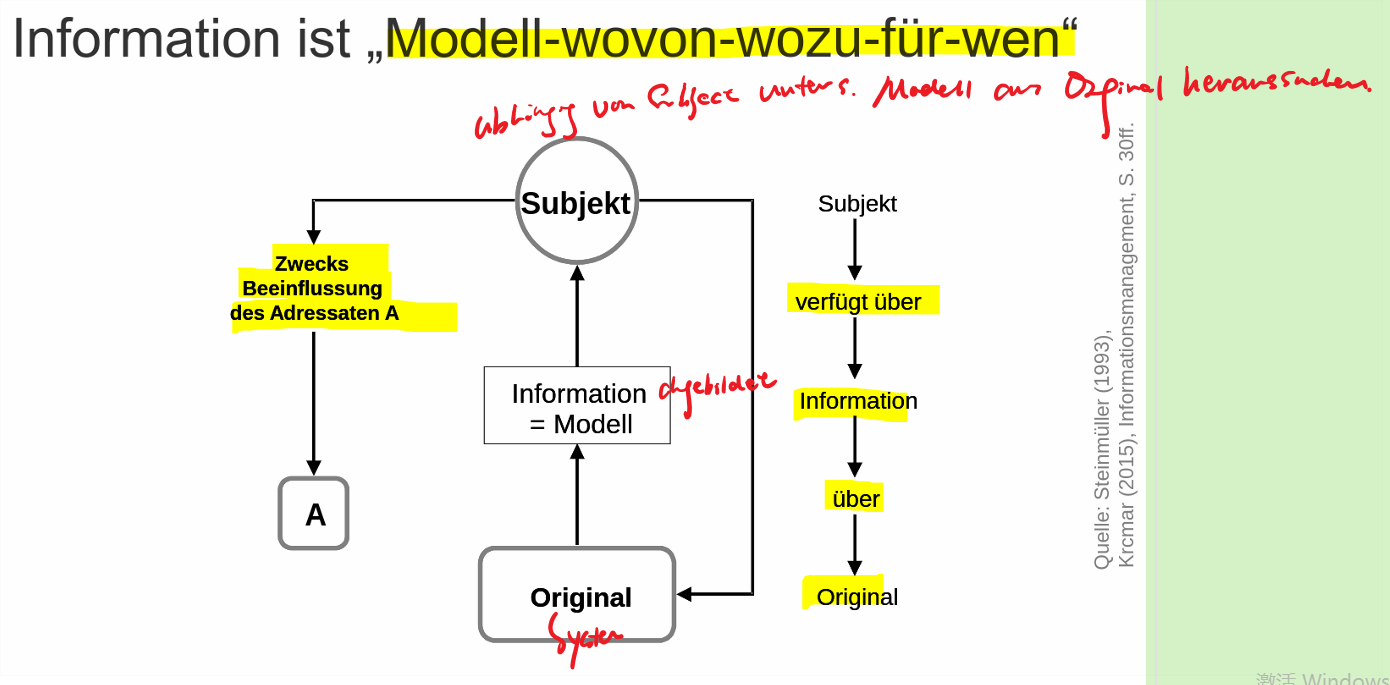 Information ist „Modell-wovon-wozu-für-wen“
abhängig von Subject unters. Modell aus Original heraussuchen.
Subjekt
Zwecks
Beeinflussung
des Adressaten A
A
Information
= Modell
abgebildet
Original
System
Subjekt
verfügt über
Information
über
Original
Quelle: Steinmüller (1993),
Krcmar (2015), Informationsmanagement, S. 30ff.
激活 Windows